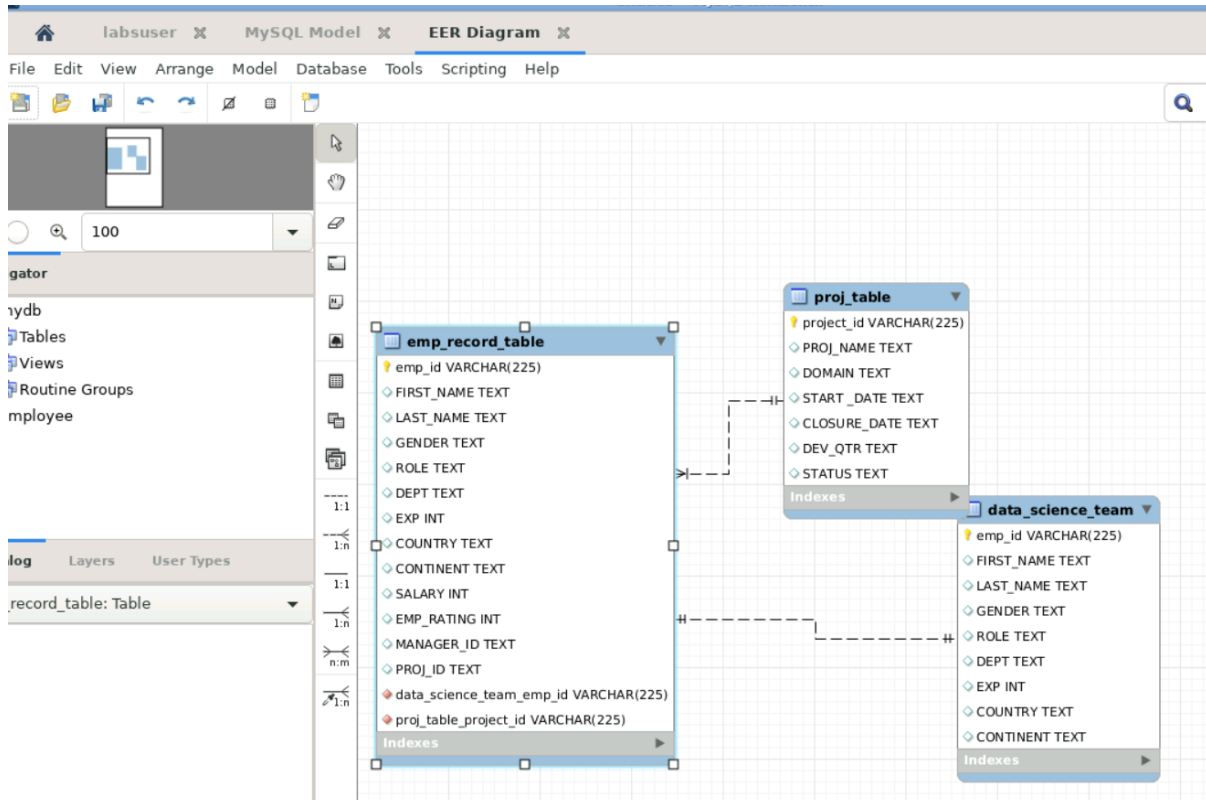 labsuser MySQL Model EER Diagram
File Edit View Arrange Model Database Tools Scripting Help
100
gator
nydb
Tables
Views
Routine Groups
mployee
log Layers User Types
_record_table: Table
1:1
1:n
1:1
1:n
n:m
1:n
emp_record_table
emp_id VARCHAR(225)
FIRST_NAME TEXT
LAST_NAME TEXT
GENDER TEXT
ROLE TEXT
DEPT TEXT
EXP INT
COUNTRY TEXT
CONTINENT TEXT
SALARY INT
EMP_RATING INT
MANAGER_ID TEXT
PROJ_ID TEXT
data_science_team_emp_id VARCHAR(225)
proj_table_project_id VARCHAR(225)
Indexes
proj_table
project_id VARCHAR(225)
PROJ_NAME TEXT
DOMAIN TEXT
START _DATE TEXT
CLOSURE_DATE TEXT
DEV_QTR TEXT
STATUS TEXT
Indexes
data_science_team
emp_id VARCHAR(225)
FIRST_NAME TEXT
LAST_NAME TEXT
GENDER TEXT
ROLE TEXT
DEPT TEXT
EXP INT
COUNTRY TEXT
CONTINENT TEXT
Indexes